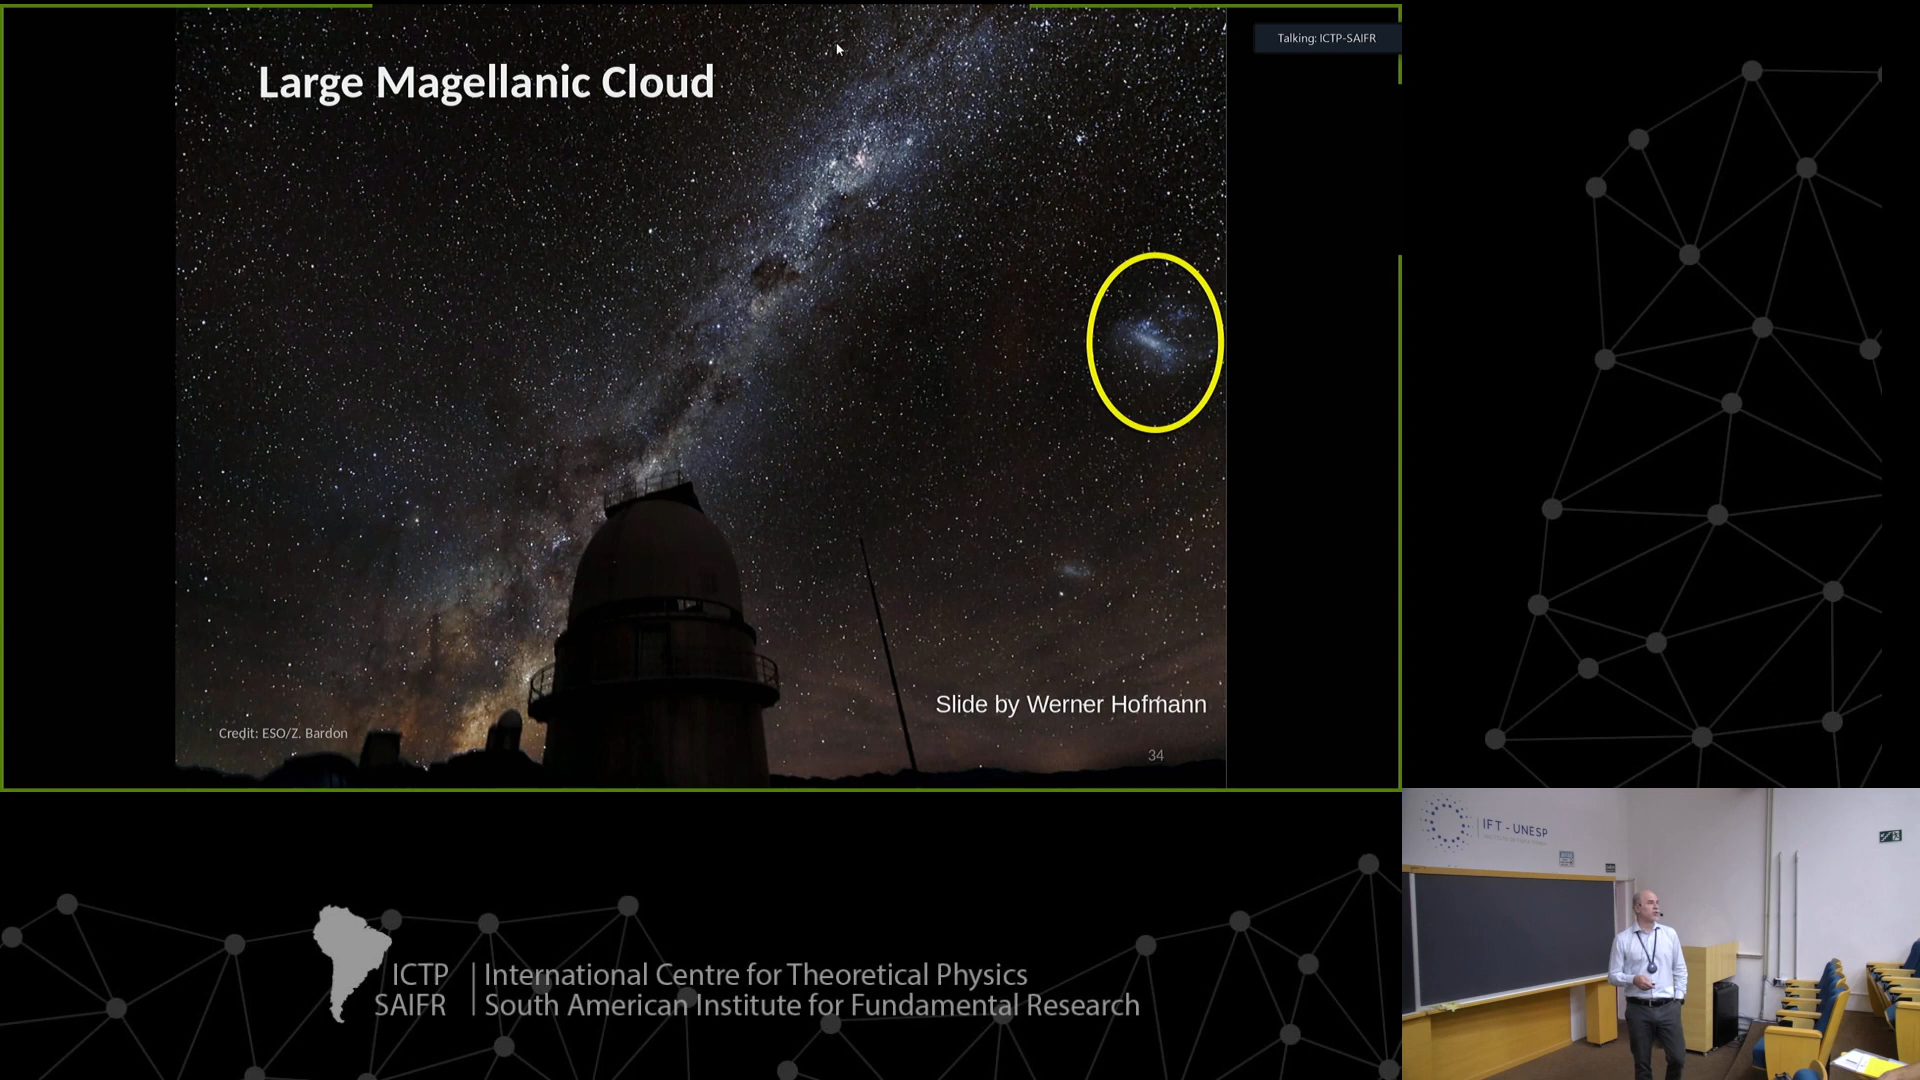 Talking: ICTP-SAIFR
Large Magellanic Cloud
Slide by Werner Hofmann
Credit: ESO/Z. Bardon
34
IFT - UNESP
ICTP
SAIFR
International Centre for Theoretical Physics
South American Institute for Fundamental Research